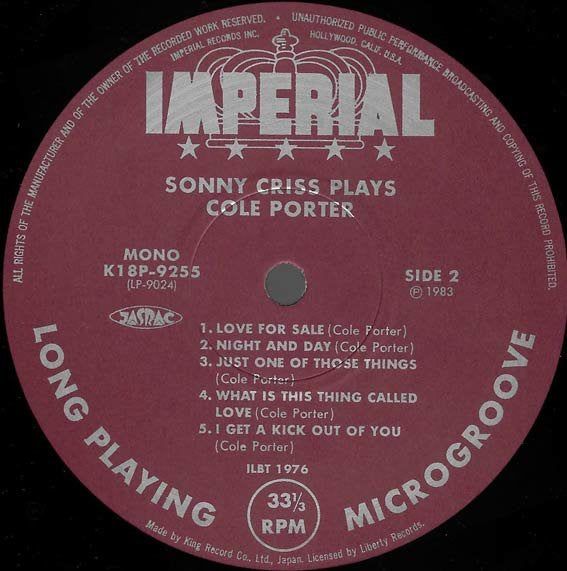 ALL RIGHTS OF THE MANUFACTURER AND OF THE OWNER OF THE RECORDED WORK RESERVED. • UNAUTHORIZED PUBLIC PERFORMANCE BROADCASTING AND COPYING OF THIS RECORD PROHIBITED.
IMPERIAL RECORDS INC.
HOLLYWOOD, CALIF. U.S.A.
IMPERIAL
SONNY CRISS PLAYS
COLE PORTER
MONO
K18P-9255
(LP-9024)
SIDE 2
Ⓟ 1983
JASRAC
1. LOVE FOR SALE (Cole Porter)
2. NIGHT AND DAY (Cole Porter)
3. JUST ONE OF THOSE THINGS
(Cole Porter)
4. WHAT IS THIS THING CALLED
LOVE (Cole Porter)
5. I GET A KICK OUT OF YOU
(Cole Porter)
ILBT 1976
33⅓
RPM
LONG PLAYING
MICROGROOVE
Made by King Record Co., Ltd., Japan. Licensed by Liberty Records.